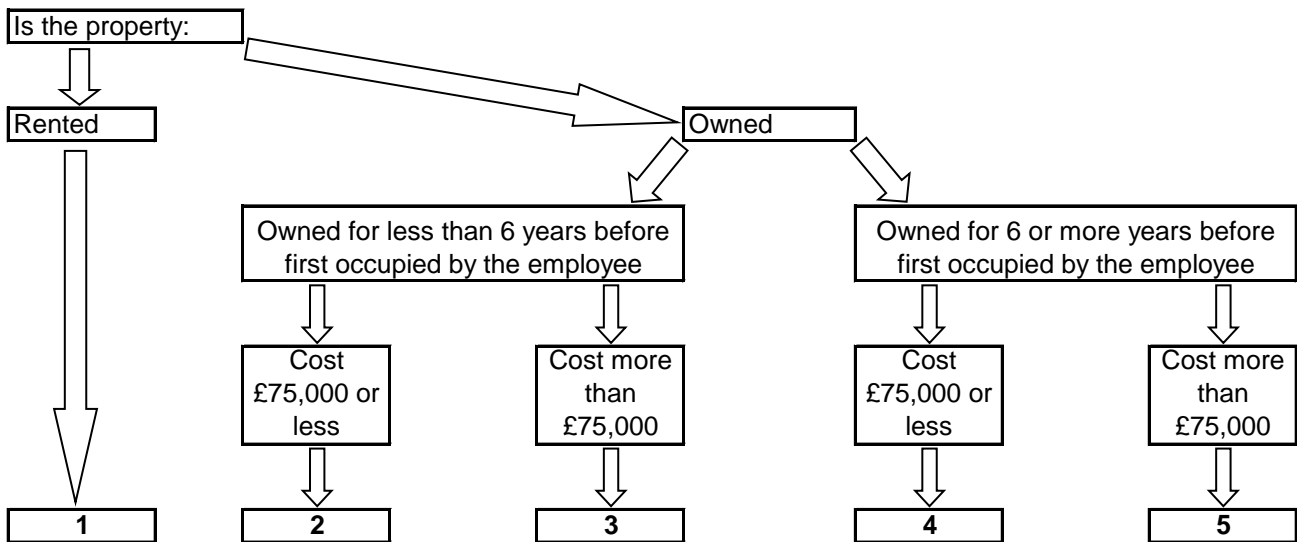 Is the property:
Rented
Owned
Owned for less than 6 years before
first occupied by the employee
Owned for 6 or more years before
first occupied by the employee
Cost
£75,000 or
less
Cost more
than
£75,000
Cost
£75,000 or
less
Cost more
than
£75,000
1
2
3
4
5